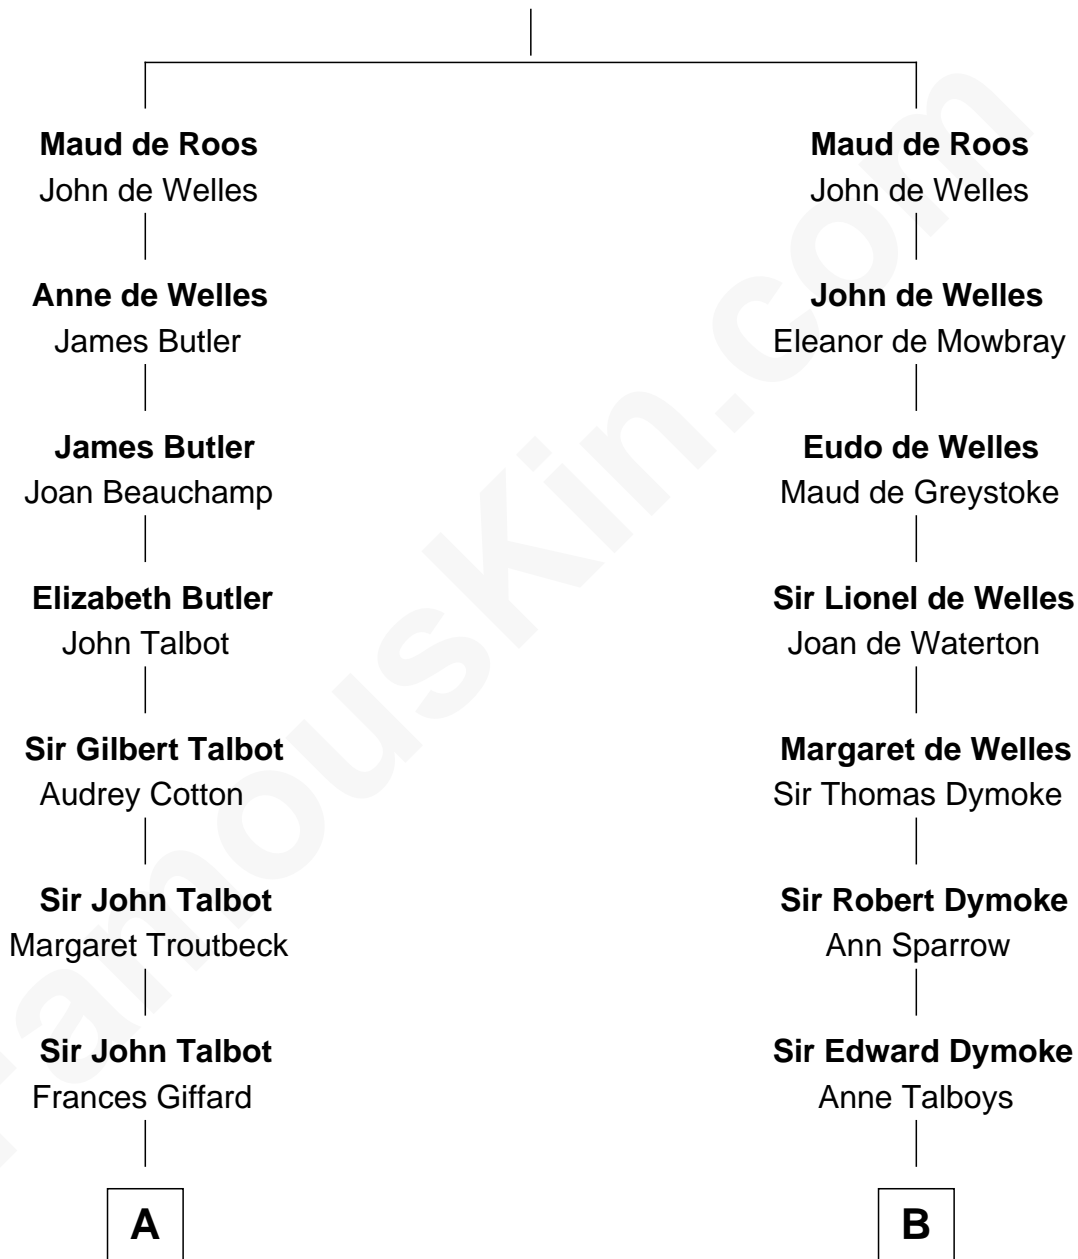 Maud de Roos
John de Welles
Anne de Welles
James Butler
James Butler
Joan Beauchamp
Elizabeth Butler
John Talbot
Sir Gilbert Talbot
Audrey Cotton
Sir John Talbot
Margaret Troutbeck
Sir John Talbot
Frances Giffard
A
Maud de Roos
John de Welles
John de Welles
Eleanor de Mowbray
Eudo de Welles
Maud de Greystoke
Sir Lionel de Welles
Joan de Waterton
Margaret de Welles
Sir Thomas Dymoke
Sir Robert Dymoke
Ann Sparrow
Sir Edward Dymoke
Anne Talboys
B
FamousKin.com